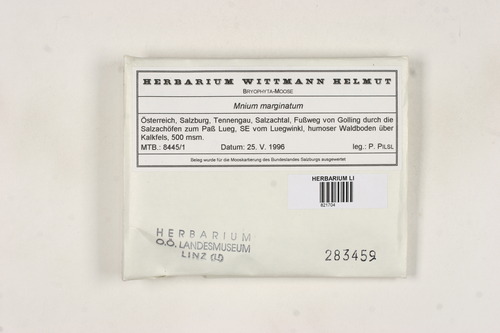 HERBARIUM WITTMANN HELMUT
BRYOPHYTA-MOOSE
Mnium marginatum
Österreich, Salzburg, Tennengau, Salzachtal, Fußweg von Golling durch die
Salzachöfen zum Paß Lueg, SE vom Luegwinkl, humoser Waldboden über
Kalkfels, 500 msm.
MTB.: 8445/1 Datum: 25. V. 1996 leg.: P. PILSL
Beleg wurde für die Mooskartierung des Bundeslandes Salzburgs ausgewertet
HERBARIUM LI
821704
HERBARIUM
O.Ö. LANDESMUSEUM
LINZ
283459